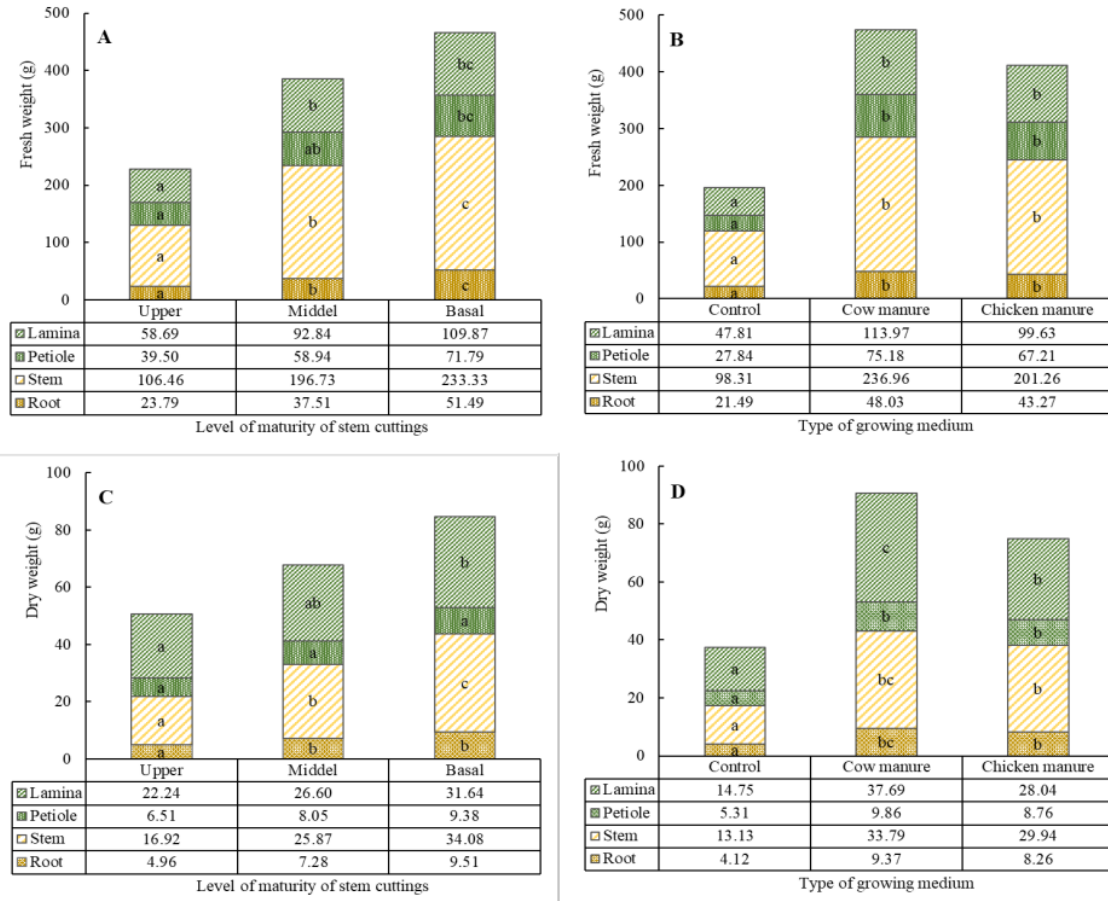 A
Fresh weight (g)
500
400
300
200
100
0
bc
b
bc
a
ab
a
b
c
a
a
b
c
Upper Middel Basal
Lamina 58.69 92.84 109.87
Petiole 39.50 58.94 71.79
Stem 106.46 196.73 233.33
Root 23.79 37.51 51.49
Level of maturity of stem cuttings
B
Fresh weight (g)
500
400
300
200
100
0
b
b
b
b
a
a
b
b
a
a
b
b
Control Cow manure Chicken manure
Lamina 47.81 113.97 99.63
Petiole 27.84 75.18 67.21
Stem 98.31 236.96 201.26
Root 21.49 48.03 43.27
Type of growing medium
C
Dry weight (g)
100
80
60
40
20
0
b
ab
a
a
a
a
a
b
c
a
b
b
Upper Middel Basal
Lamina 22.24 26.60 31.64
Petiole 6.51 8.05 9.38
Stem 16.92 25.87 34.08
Root 4.96 7.28 9.51
Level of maturity of stem cuttings
D
Dry weight (g)
100
80
60
40
20
0
c
b
b
b
a
a
bc
b
a
a
bc
b
Control Cow manure Chicken manure
Lamina 14.75 37.69 28.04
Petiole 5.31 9.86 8.76
Stem 13.13 33.79 29.94
Root 4.12 9.37 8.26
Type of growing medium